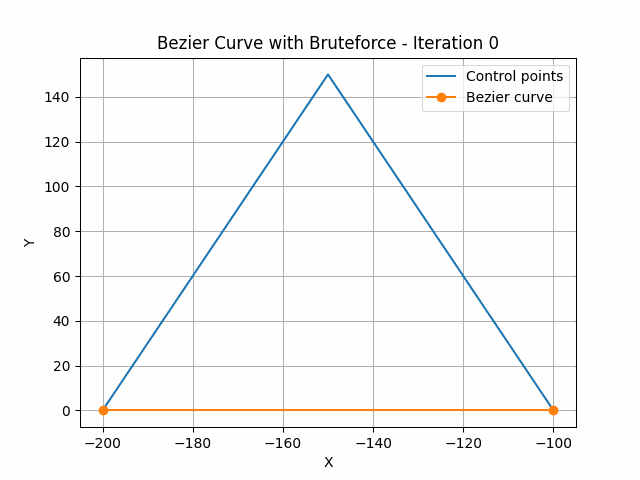 Bezier Curve with Bruteforce - Iteration 0
Control points
Bezier curve
140
120
100
80
60
40
20
0
Y
−200 −180 −160 −140 −120 −100
X